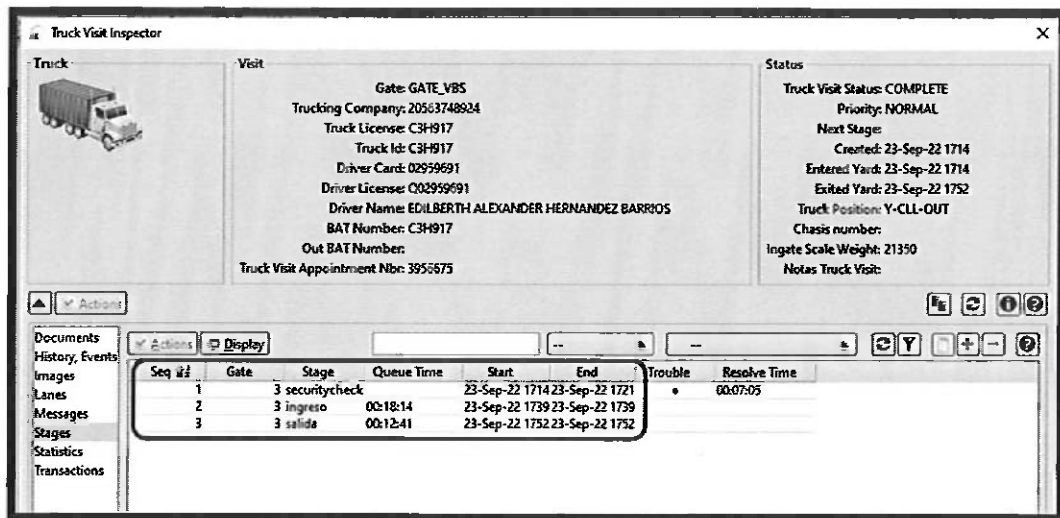 Truck Visit Inspector
Truck
Visit
Gate: GATE_VBS
Trucking Company: 20563748924
Truck License: C3H917
Truck Id: C3H917
Driver Card: 02959691
Driver License: Q02959691
Driver Name: EDILBERTH ALEXANDER HERNANDEZ BARRIOS
BAT Number: C3H917
Out BAT Number:
Truck Visit Appointment Nbr: 3956675
Status
Truck Visit Status: COMPLETE
Priority: NORMAL
Next Stage:
Created: 23-Sep-22 1714
Entered Yard: 23-Sep-22 1714
Exited Yard: 23-Sep-22 1752
Truck Position: Y-CLL-OUT
Chasis number:
Ingate Scale Weight: 21350
Notas Truck Visit:
Actions
Documents
History, Events
Images
Lanes
Messages
Stages
Statistics
Transactions
Actions Display -- --
Seq Gate Stage Queue Time Start End Trouble Resolve Time
1 3 securitycheck 23-Sep-22 1714 23-Sep-22 1721 • 00:07:05
2 3 ingreso 00:18:14 23-Sep-22 1739 23-Sep-22 1739
3 3 salida 00:12:41 23-Sep-22 1752 23-Sep-22 1752